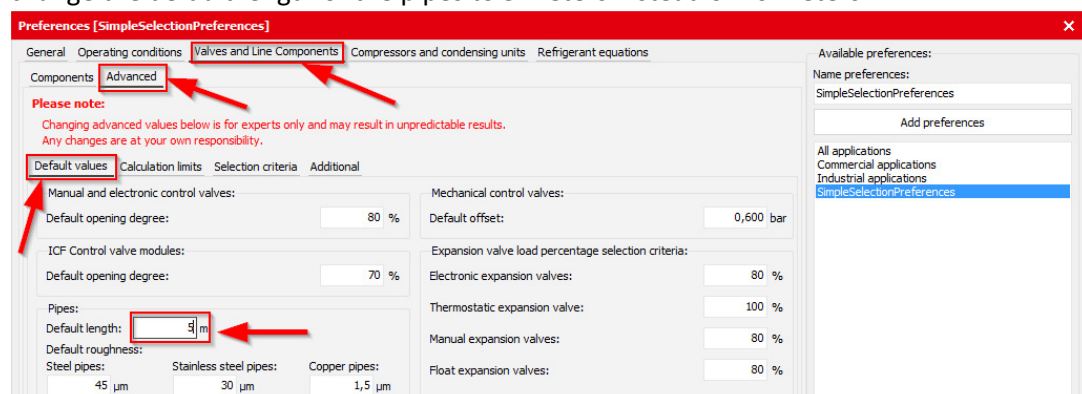 Preferences [SimpleSelectionPreferences]
General Operating conditions Valves and Line Components Compressors and condensing units Refrigerant equations
Components Advanced
Please note:
Changing advanced values below is for experts only and may result in unpredictable results.
Any changes are at your own responsibility.
Default values Calculation limits Selection criteria Additional
Manual and electronic control valves:
Default opening degree: 80 %
ICF Control valve modules:
Default opening degree: 70 %
Pipes:
Default length: 5 m
Default roughness:
Steel pipes: Stainless steel pipes: Copper pipes:
45 µm 30 µm 1,5 µm
Mechanical control valves:
Default offset: 0,600 bar
Expansion valve load percentage selection criteria:
Electronic expansion valves: 80 %
Thermostatic expansion valve: 100 %
Manual expansion valves: 80 %
Float expansion valves: 80 %
Available preferences:
Name preferences:
SimpleSelectionPreferences
Add preferences
All applications
Commercial applications
Industrial applications
SimpleSelectionPreferences